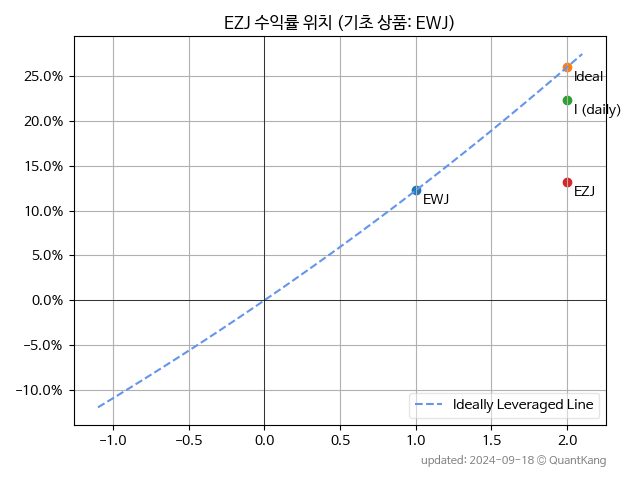 EZJ 수익률 위치 (기초 상품: EWJ)
25.0%
20.0%
15.0%
10.0%
5.0%
0.0%
−5.0%
−10.0%
Ideal
I (daily)
EZJ
EWJ
Ideally Leveraged Line
−1.0
−0.5
0.0
0.5
1.0
1.5
2.0
updated: 2024-09-18 © QuantKang